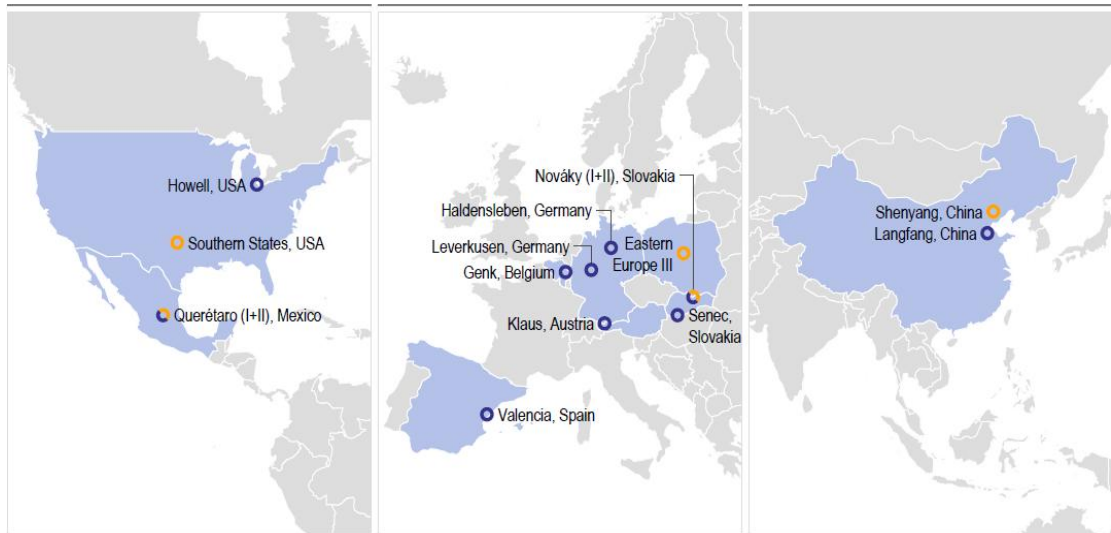 Howell, USA
Southern States, USA
Querétaro (I+II), Mexico
Nováky (I+II), Slovakia
Haldensleben, Germany
Leverkusen, Germany
Eastern
Europe III
Genk, Belgium
Klaus, Austria
Senec,
Slovakia
Valencia, Spain
Shenyang, China
Langfang, China